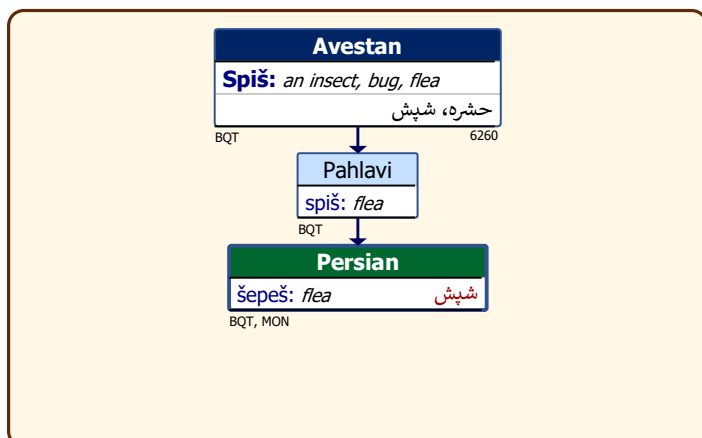 Avestan
Spiš: an insect, bug, flea
حشره، شپش
BQT 6260
Pahlavi
spiš: flea
BQT
Persian
šepeš: flea شپش
BQT, MON